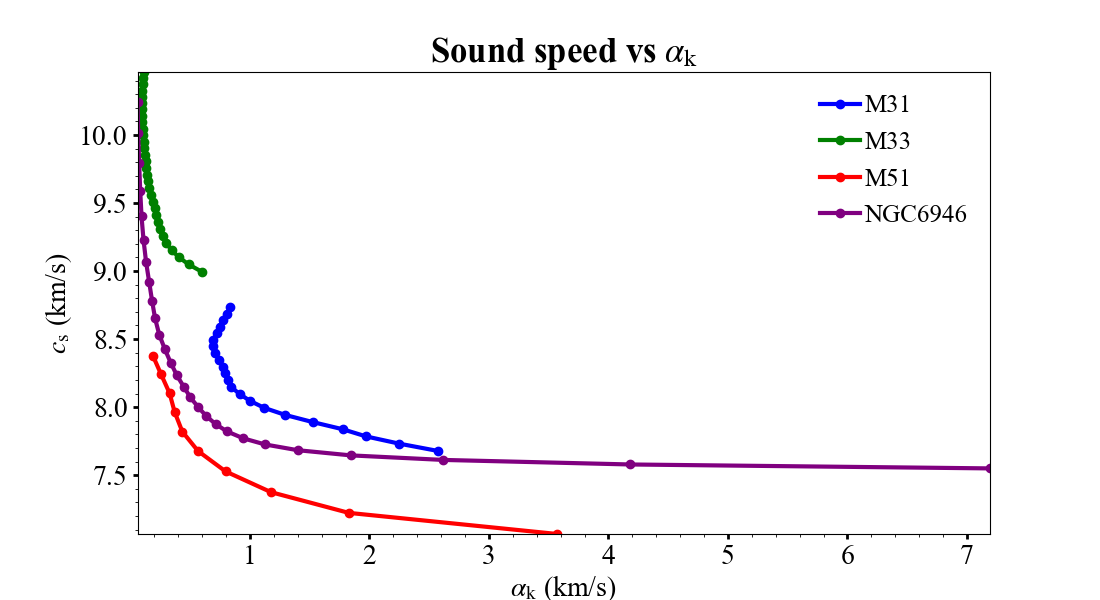 Sound speed vs αk
M31
M33
M51
NGC6946
10.0
9.5
9.0
8.5
8.0
7.5
cs (km/s)
1 2 3 4 5 6 7
αk (km/s)